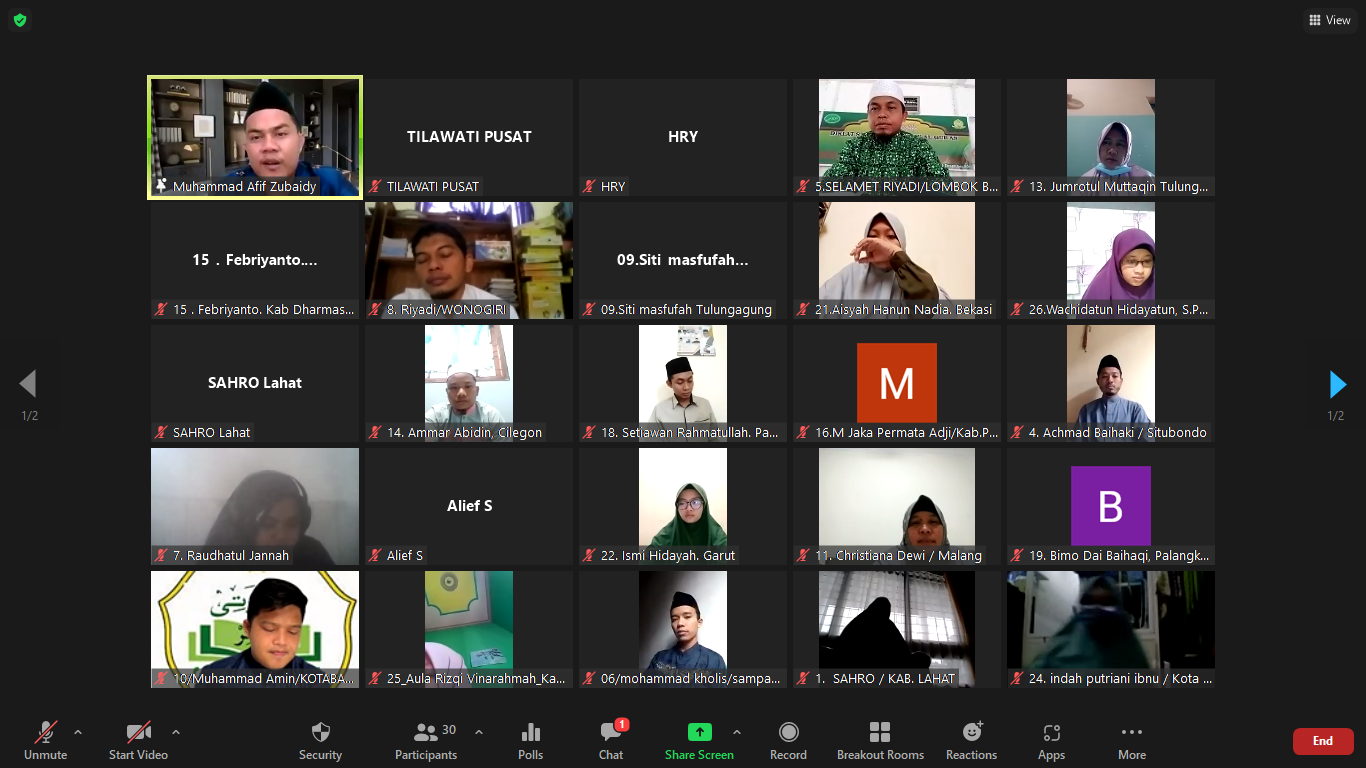 View
Muhammad Afif Zubaidy
TILAWATI PUSAT
TILAWATI PUSAT
HRY
HRY
5.SELAMET RIYADI/LOMBOK B...
13. Jumrotul Muttaqin Tulung...
15 . Febriyanto....
15 . Febriyanto. Kab Dharmas...
8. Riyadi/WONOGIRI
09.Siti masfufah...
09.Siti masfufah Tulungagung
21.Aisyah Hanun Nadia. Bekasi
26.Wachidatun Hidayatun, S.P...
SAHRO Lahat
SAHRO Lahat
14. Ammar Abidin, Cilegon
18. Setiawan Rahmatullah. Pa...
M
16.M Jaka Permata Adji/Kab.P...
4. Achmad Baihaki / Situbondo
1/2
1/2
7. Raudhatul Jannah
Alief S
Alief S
22. Ismi Hidayah. Garut
11. Christiana Dewi / Malang
B
19. Bimo Dai Baihaqi, Palangk...
10/Muhammad Amin/KOTABA...
25_Aula Rizqi Vinarahmah_Ka...
06/mohammad kholis/sampa...
1. SAHRO / KAB. LAHAT
24. indah putriani ibnu / Kota ...
Unmute
Start Video
Security
30
Participants
Polls
1
Chat
Share Screen
Record
Breakout Rooms
Reactions
Apps
More
End